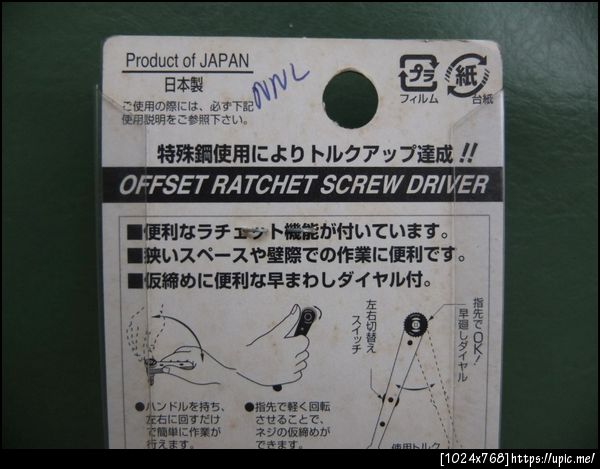 Product of JAPAN
日本製
NNL
ご使用の際には、必ず下記
使用説明をご参照下さい。
プラ
フィルム
紙
台紙
特殊鋼使用によりトルクアップ達成!!
OFFSET RATCHET SCREW DRIVER
■便利なラチェット機能が付いています。
■狭いスペースや壁際での作業に便利です。
■仮締めに便利な早まわしダイヤル付。
左右切替え
スイッチ
指先でOK!
早廻しダイヤル
●ハンドルを持ち、
左右に回すだけ
で簡単に作業が
行えます。
●指先で軽く回転
させることで、
ネジの仮締めが
できます。
使用トルク
[1024x768]https://upic.me/